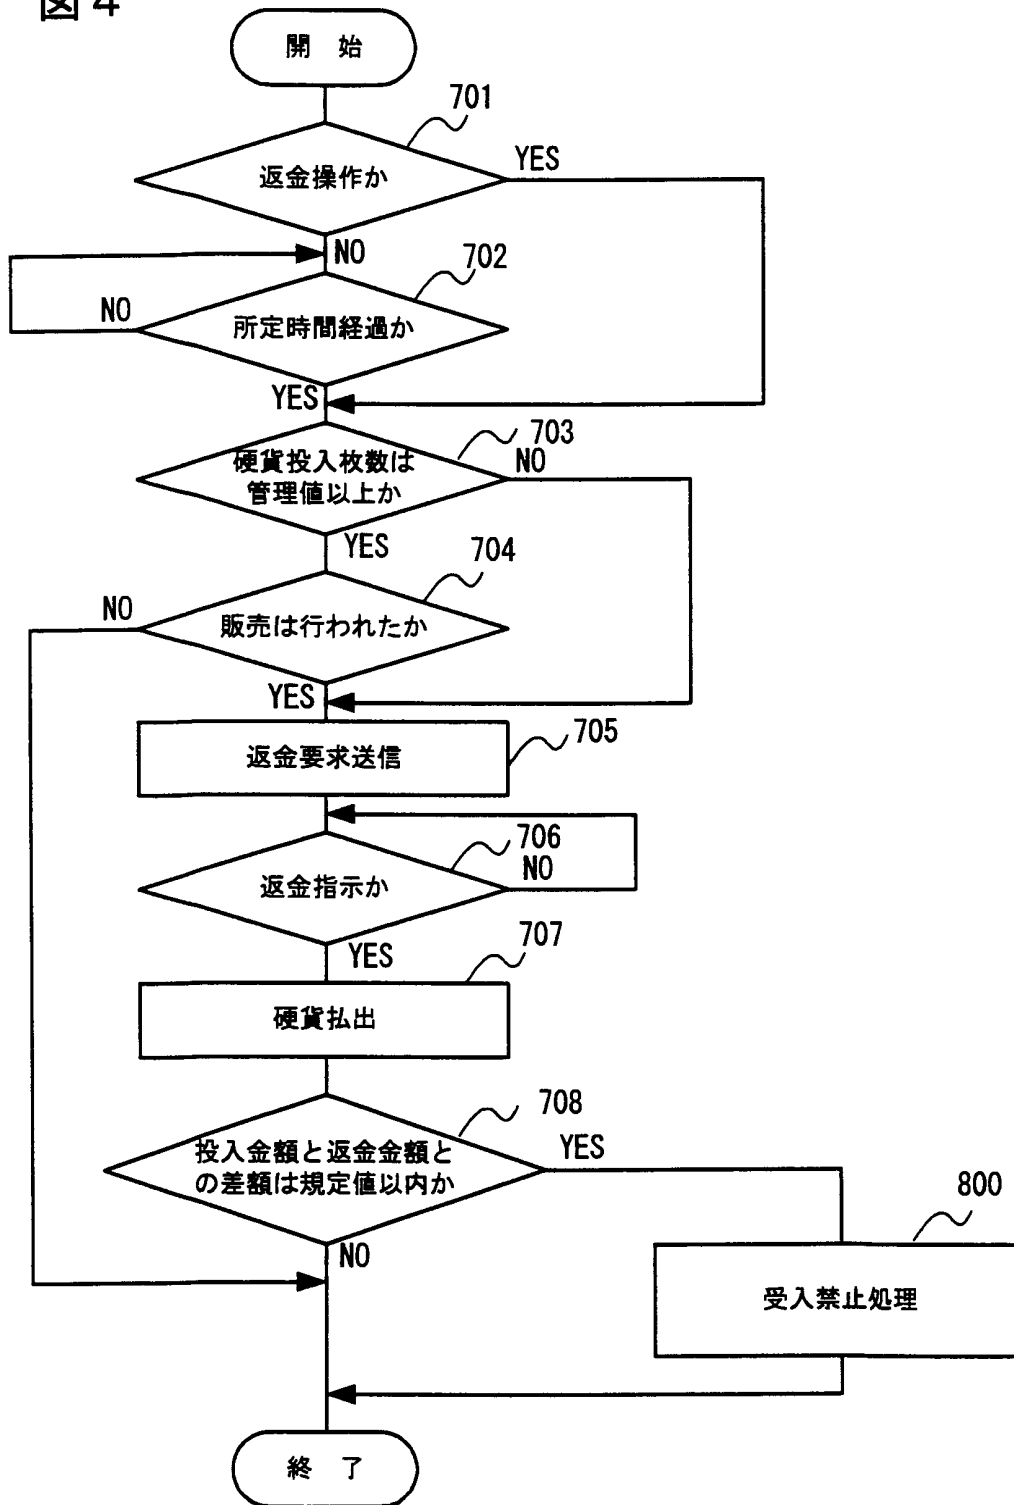 図4
開 始
701
返金操作か
YES
NO
702
NO
所定時間経過か
YES
703
硬貨投入枚数は
管理値以上か
NO
YES
704
NO
販売は行われたか
YES
705
返金要求送信
706
返金指示か
NO
YES
707
硬貨払出
708
投入金額と返金金額と
の差額は規定値以内か
YES
NO
800
受入禁止処理
終 了